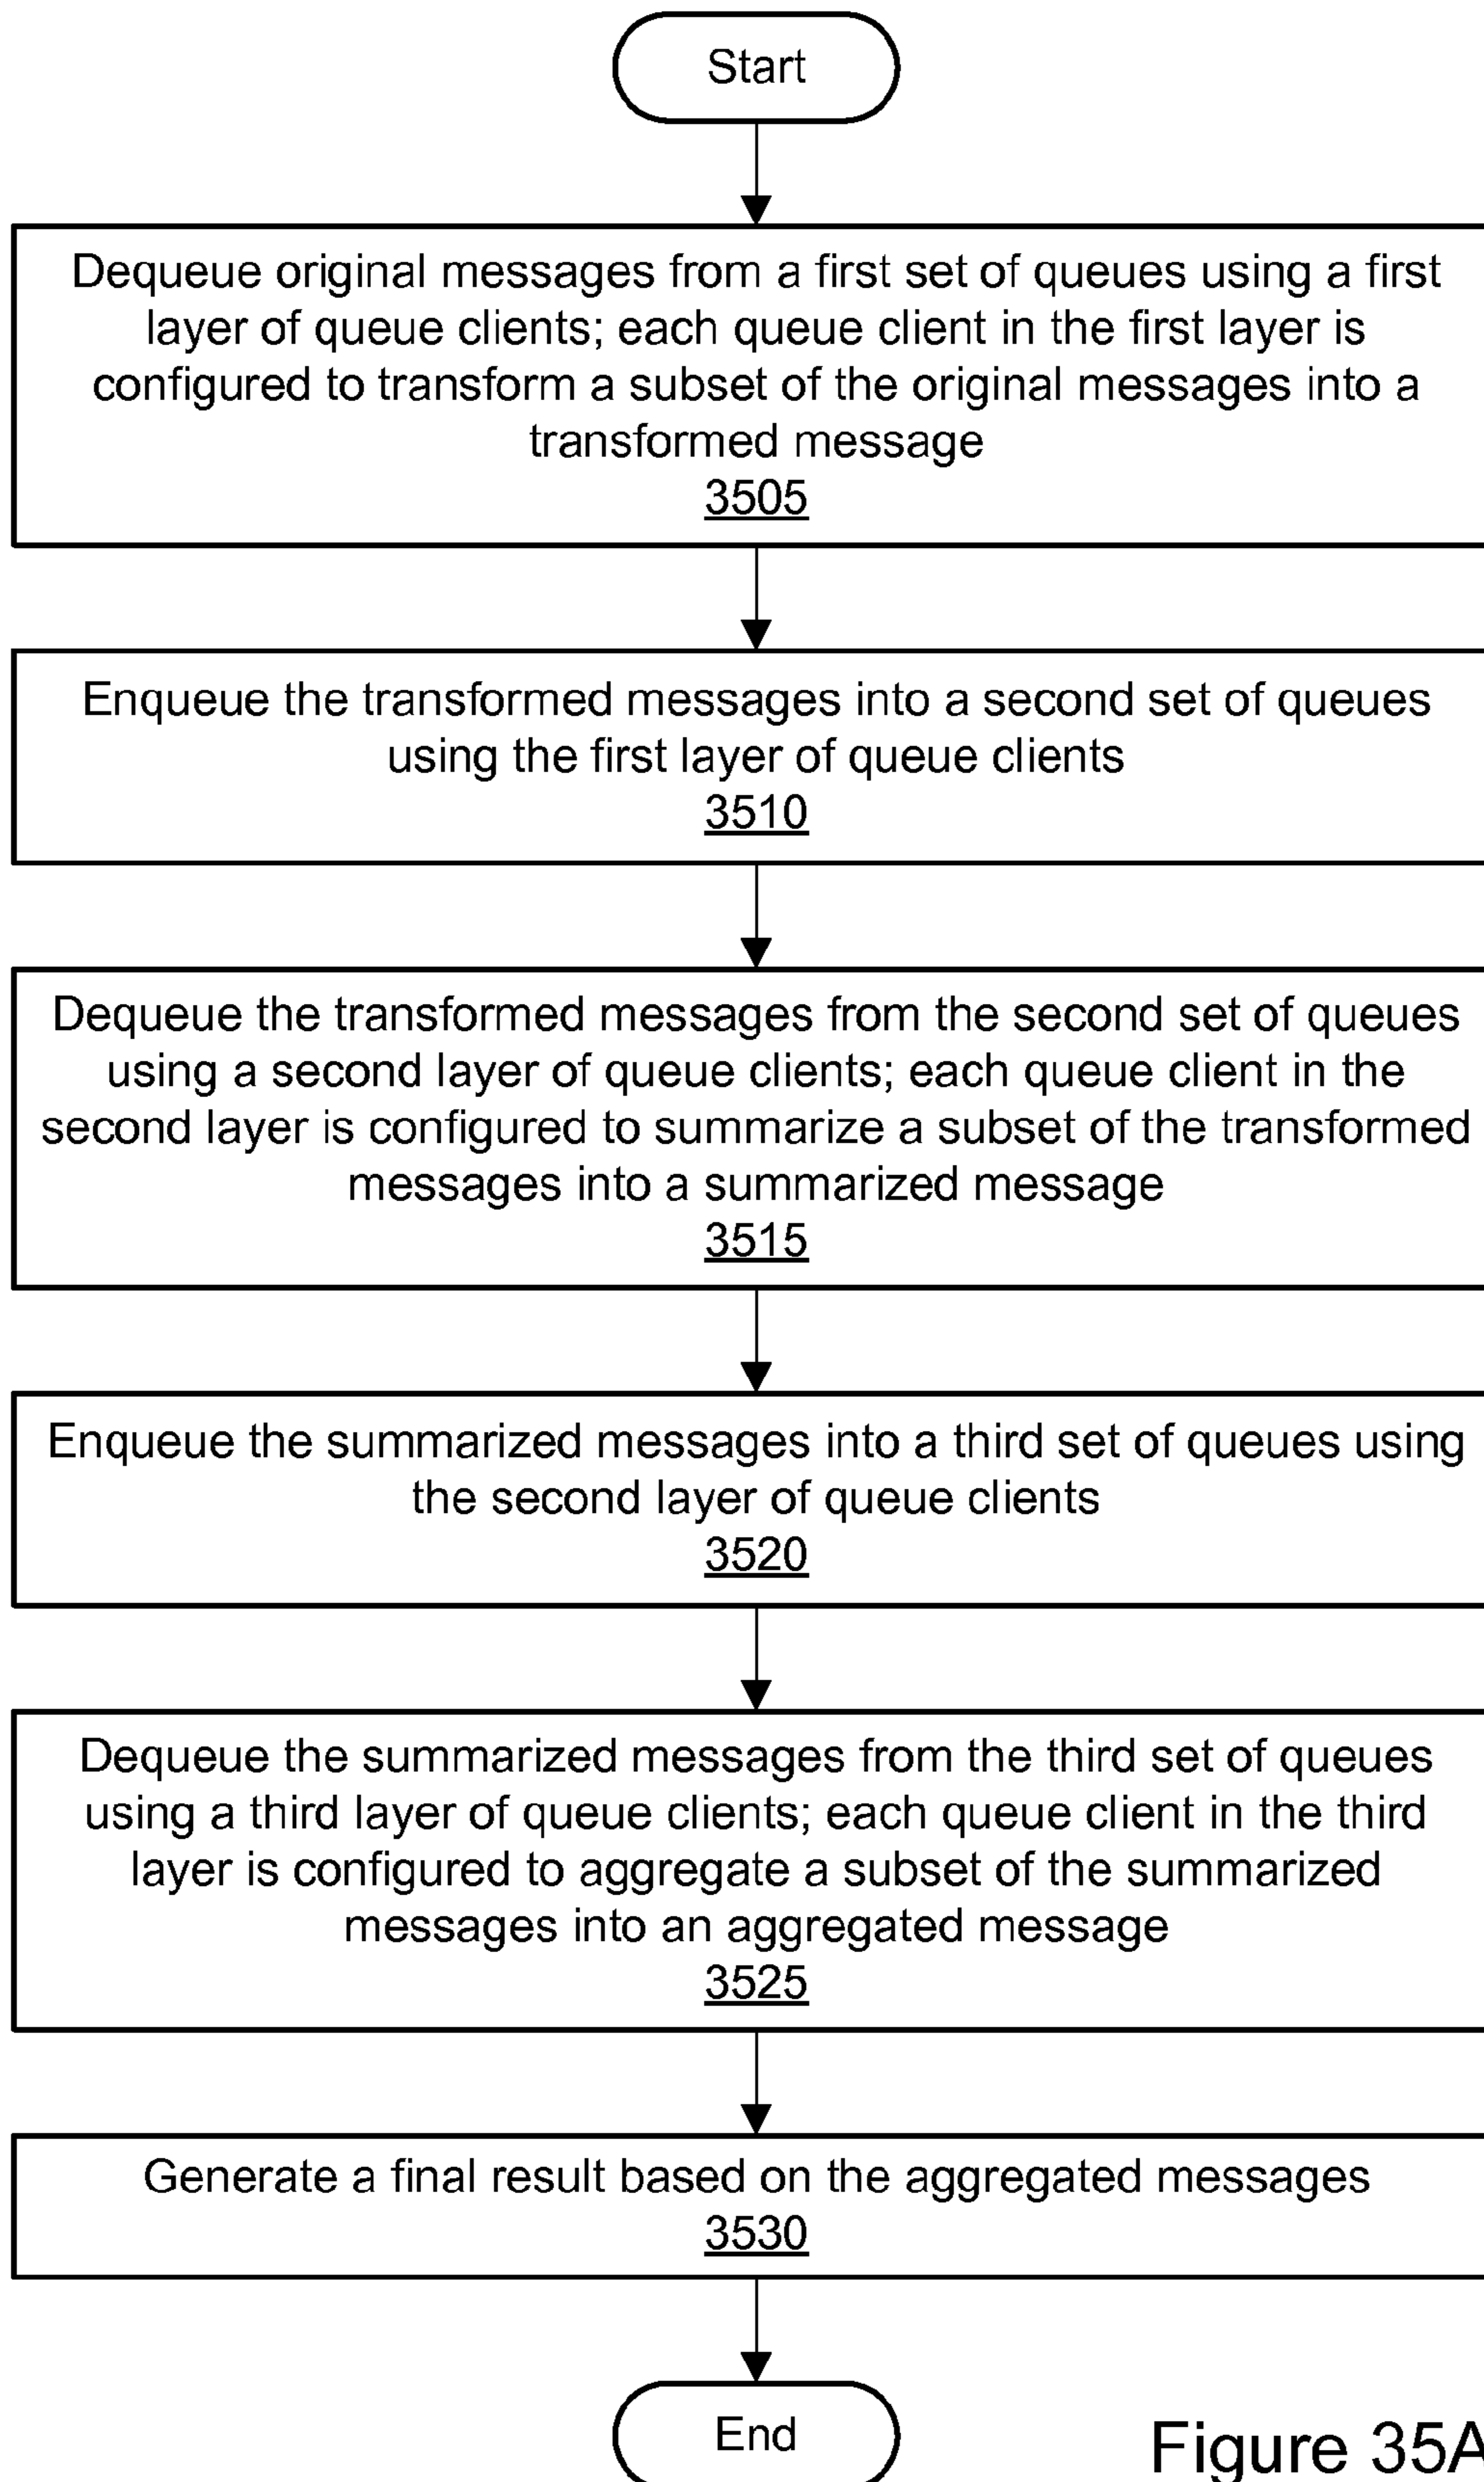 Start
Dequeue original messages from a first set of queues using a first
layer of queue clients; each queue client in the first layer is
configured to transform a subset of the original messages into a
transformed message
3505
Enqueue the transformed messages into a second set of queues
using the first layer of queue clients
3510
Dequeue the transformed messages from the second set of queues
using a second layer of queue clients; each queue client in the
second layer is configured to summarize a subset of the transformed
messages into a summarized message
3515
Enqueue the summarized messages into a third set of queues using
the second layer of queue clients
3520
Dequeue the summarized messages from the third set of queues
using a third layer of queue clients; each queue client in the third
layer is configured to aggregate a subset of the summarized
messages into an aggregated message
3525
Generate a final result based on the aggregated messages
3530
End
Figure 35A